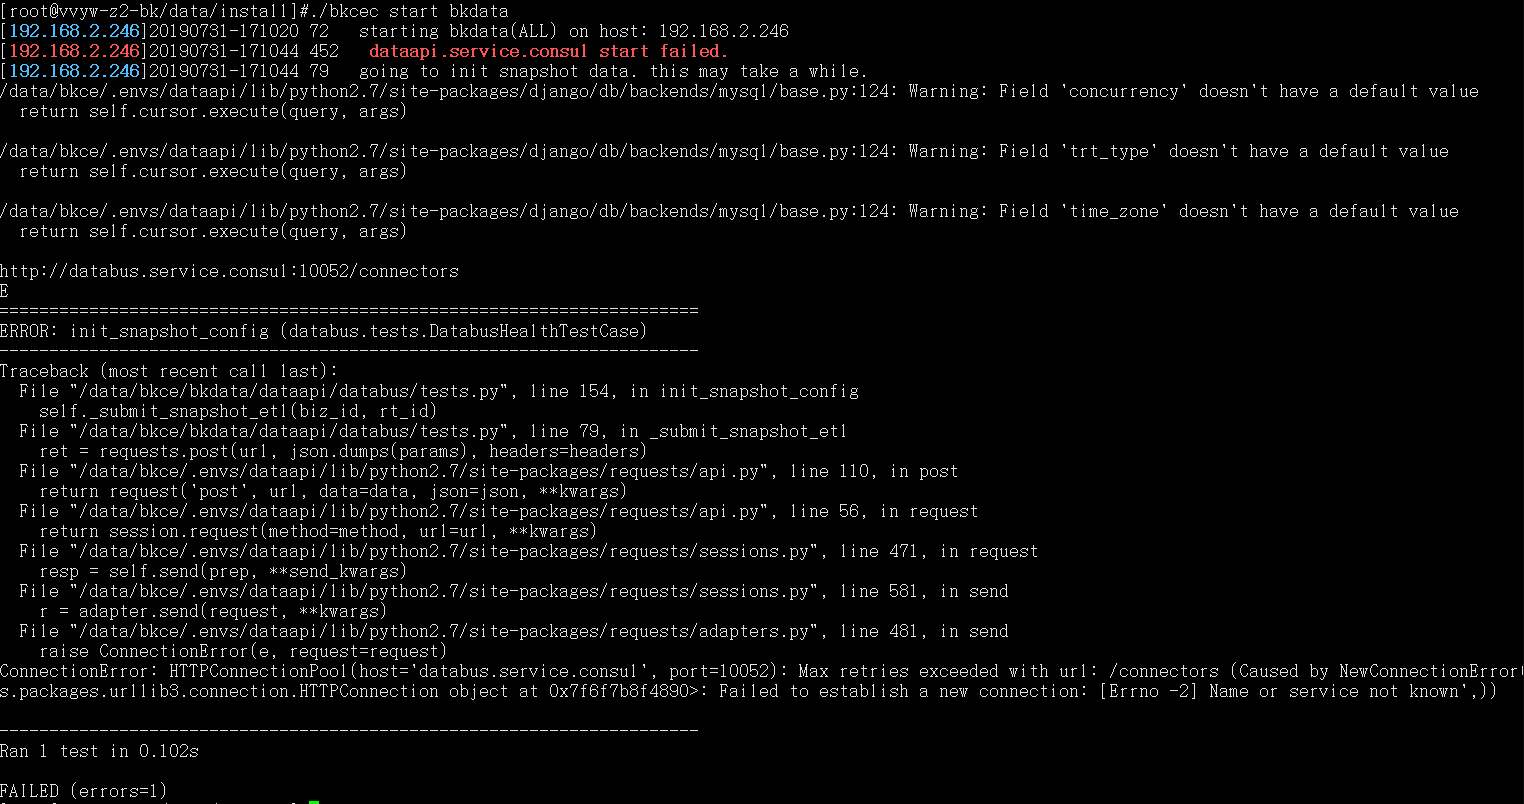 [root@vvyw-z2-bk/data/install]#./bkcec start bkdata
[192.168.2.246]20190731-171020 72   starting bkdata(ALL) on host: 192.168.2.246
[192.168.2.246]20190731-171044 452   dataapi.service.consul start failed.
[192.168.2.246]20190731-171044 79   going to init snapshot data. this may take a while.
/data/bkce/.envs/dataapi/lib/python2.7/site-packages/django/db/backends/mysql/base.py:124: Warning: Field 'concurrency' doesn't have a default value
  return self.cursor.execute(query, args)
/data/bkce/.envs/dataapi/lib/python2.7/site-packages/django/db/backends/mysql/base.py:124: Warning: Field 'trt_type' doesn't have a default value
  return self.cursor.execute(query, args)
/data/bkce/.envs/dataapi/lib/python2.7/site-packages/django/db/backends/mysql/base.py:124: Warning: Field 'time_zone' doesn't have a default value
  return self.cursor.execute(query, args)
http://databus.service.consul:10052/connectors
E
======================================================================
ERROR: init_snapshot_config (databus.tests.DatabusHealthTestCase)
----------------------------------------------------------------------
Traceback (most recent call last):
  File "/data/bkce/bkdata/dataapi/databus/tests.py", line 154, in init_snapshot_config
    self._submit_snapshot_etl(biz_id, rt_id)
  File "/data/bkce/bkdata/dataapi/databus/tests.py", line 79, in _submit_snapshot_etl
    ret = requests.post(url, json.dumps(params), headers=headers)
  File "/data/bkce/.envs/dataapi/lib/python2.7/site-packages/requests/api.py", line 110, in post
    return request('post', url, data=data, json=json, **kwargs)
  File "/data/bkce/.envs/dataapi/lib/python2.7/site-packages/requests/api.py", line 56, in request
    return session.request(method=method, url=url, **kwargs)
  File "/data/bkce/.envs/dataapi/lib/python2.7/site-packages/requests/sessions.py", line 471, in request
    resp = self.send(prep, **send_kwargs)
  File "/data/bkce/.envs/dataapi/lib/python2.7/site-packages/requests/sessions.py", line 581, in send
    r = adapter.send(request, **kwargs)
  File "/data/bkce/.envs/dataapi/lib/python2.7/site-packages/requests/adapters.py", line 481, in send
    raise ConnectionError(e, request=request)
ConnectionError: HTTPConnectionPool(host='databus.service.consul', port=10052): Max retries exceeded with url: /connectors (Caused by NewConnectionError(
s.packages.urllib3.connection.HTTPConnection object at 0x7f6f7b8f4890>: Failed to establish a new connection: [Errno -2] Name or service not known',))
----------------------------------------------------------------------
Ran 1 test in 0.102s
FAILED (errors=1)